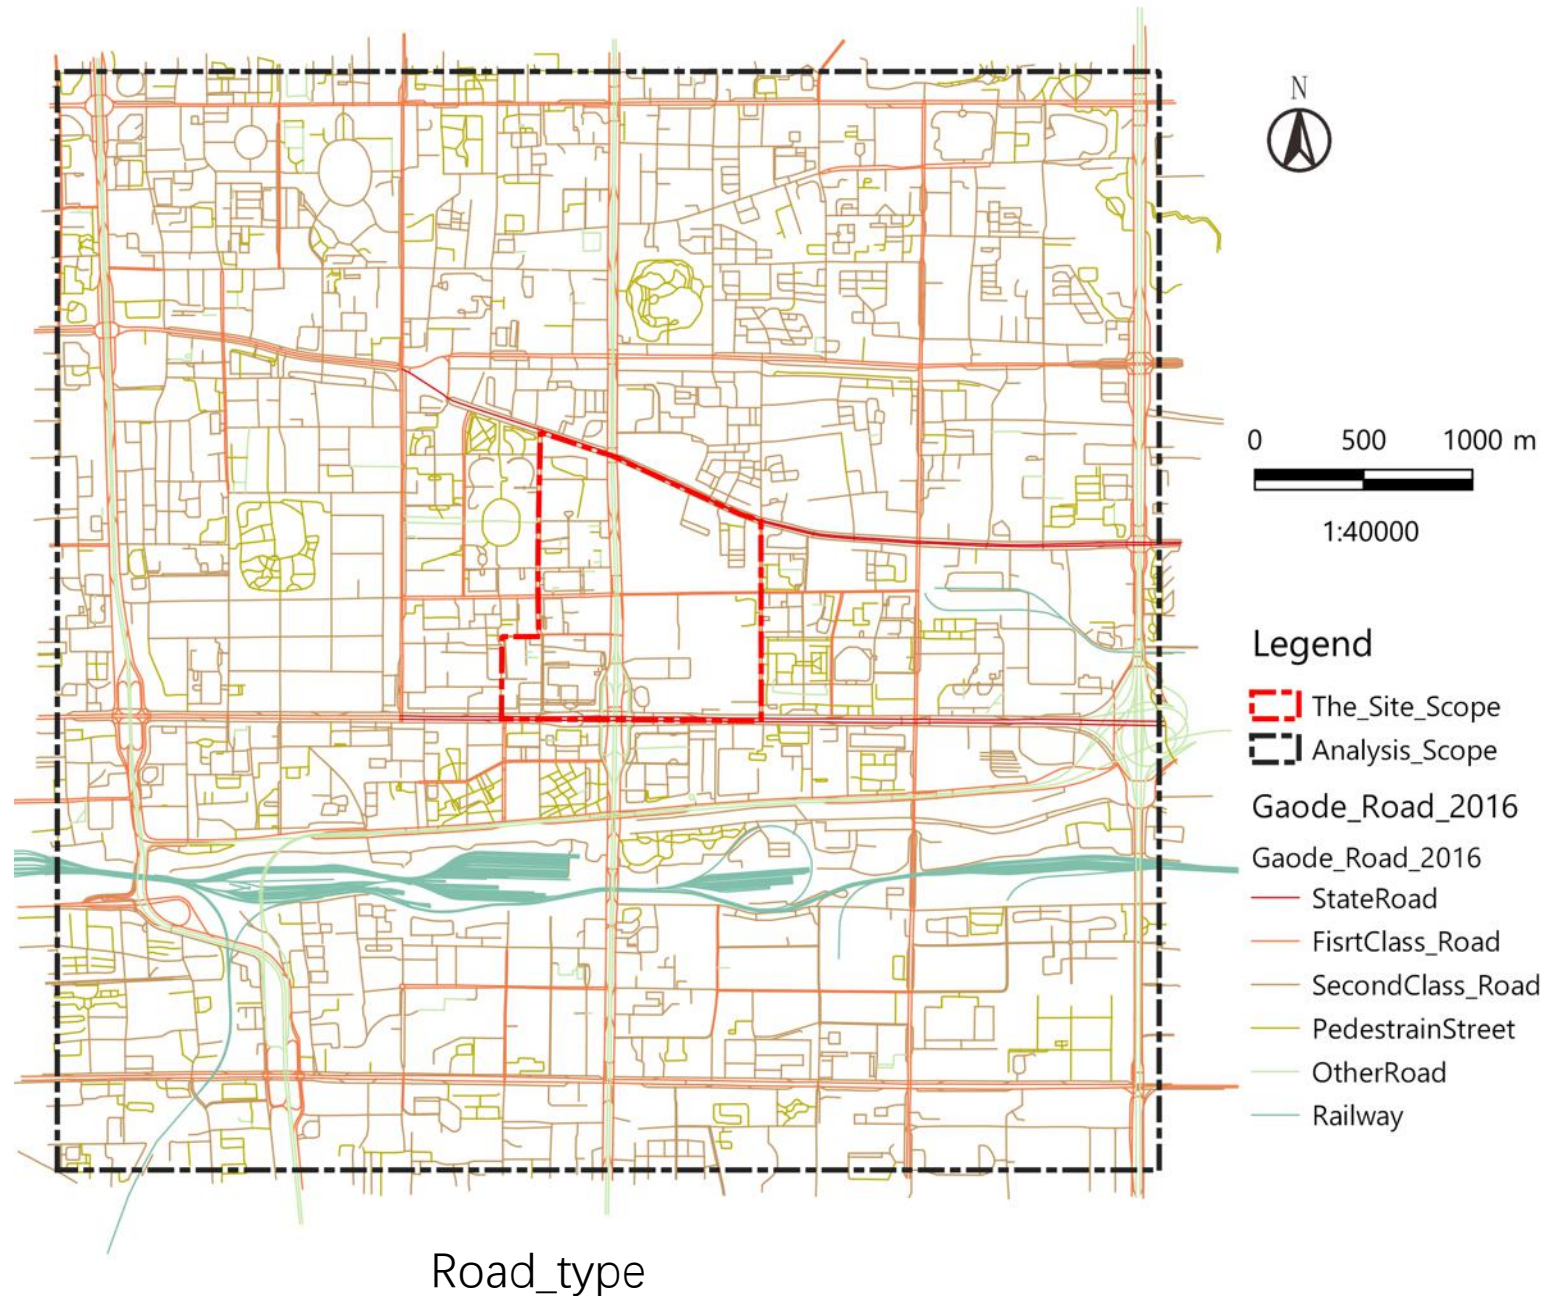 N
0 500 1000 m
1:40000
Legend
The_Site_Scope
Analysis_Scope
Gaode_Road_2016
Gaode_Road_2016
StateRoad
FisrtClass_Road
SecondClass_Road
PedestrainStreet
OtherRoad
Railway
Road_type